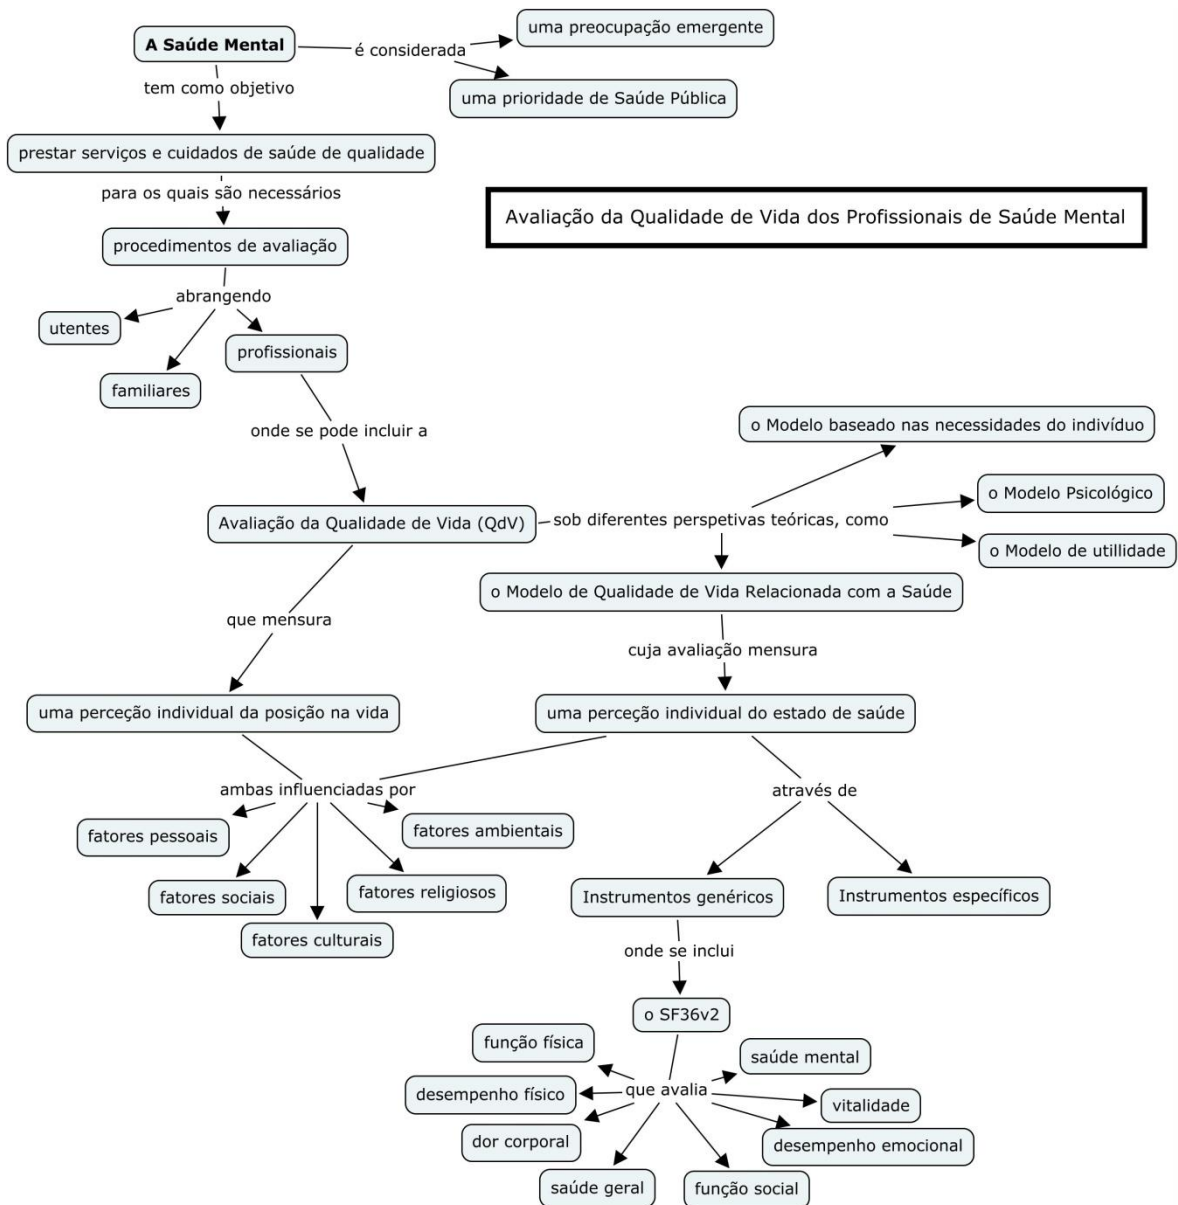 A Saúde Mental
é considerada
uma preocupação emergente
uma prioridade de Saúde Pública
tem como objetivo
prestar serviços e cuidados de saúde de qualidade
para os quais são necessários
Avaliação da Qualidade de Vida dos Profissionais de Saúde Mental
procedimentos de avaliação
abrangendo
utentes
familiares
profissionais
onde se pode incluir a
Avaliação da Qualidade de Vida (QdV)
sob diferentes perspetivas teóricas, como
o Modelo baseado nas necessidades do indivíduo
o Modelo Psicológico
o Modelo de utillidade
o Modelo de Qualidade de Vida Relacionada com a Saúde
que mensura
cuja avaliação mensura
uma perceção individual da posição na vida
uma perceção individual do estado de saúde
ambas influenciadas por
fatores pessoais
fatores sociais
fatores culturais
fatores religiosos
fatores ambientais
através de
Instrumentos genéricos
Instrumentos específicos
onde se inclui
o SF36v2
que avalia
função física
desempenho físico
dor corporal
saúde geral
função social
desempenho emocional
vitalidade
saúde mental